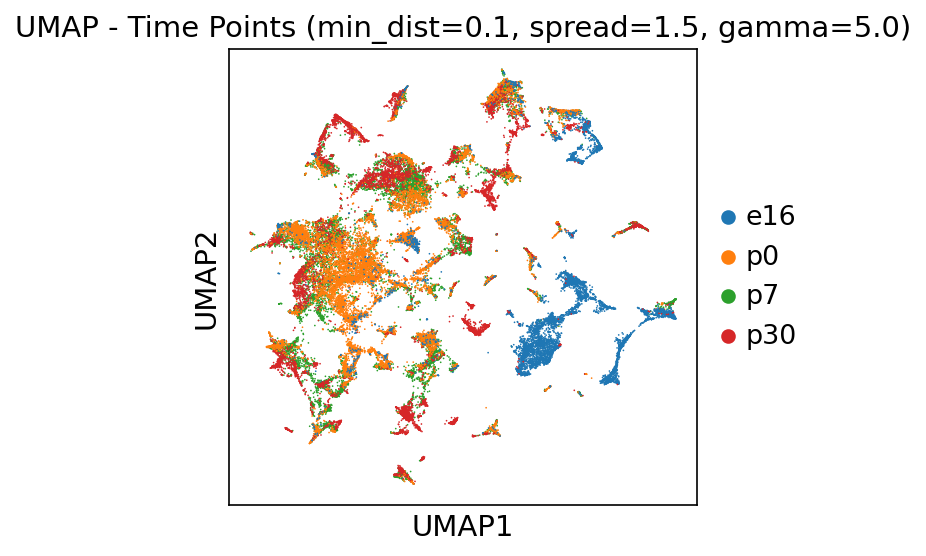 UMAP - Time Points (min_dist=0.1, spread=1.5, gamma=5.0)
UMAP2
e16
p0
p7
p30
UMAP1